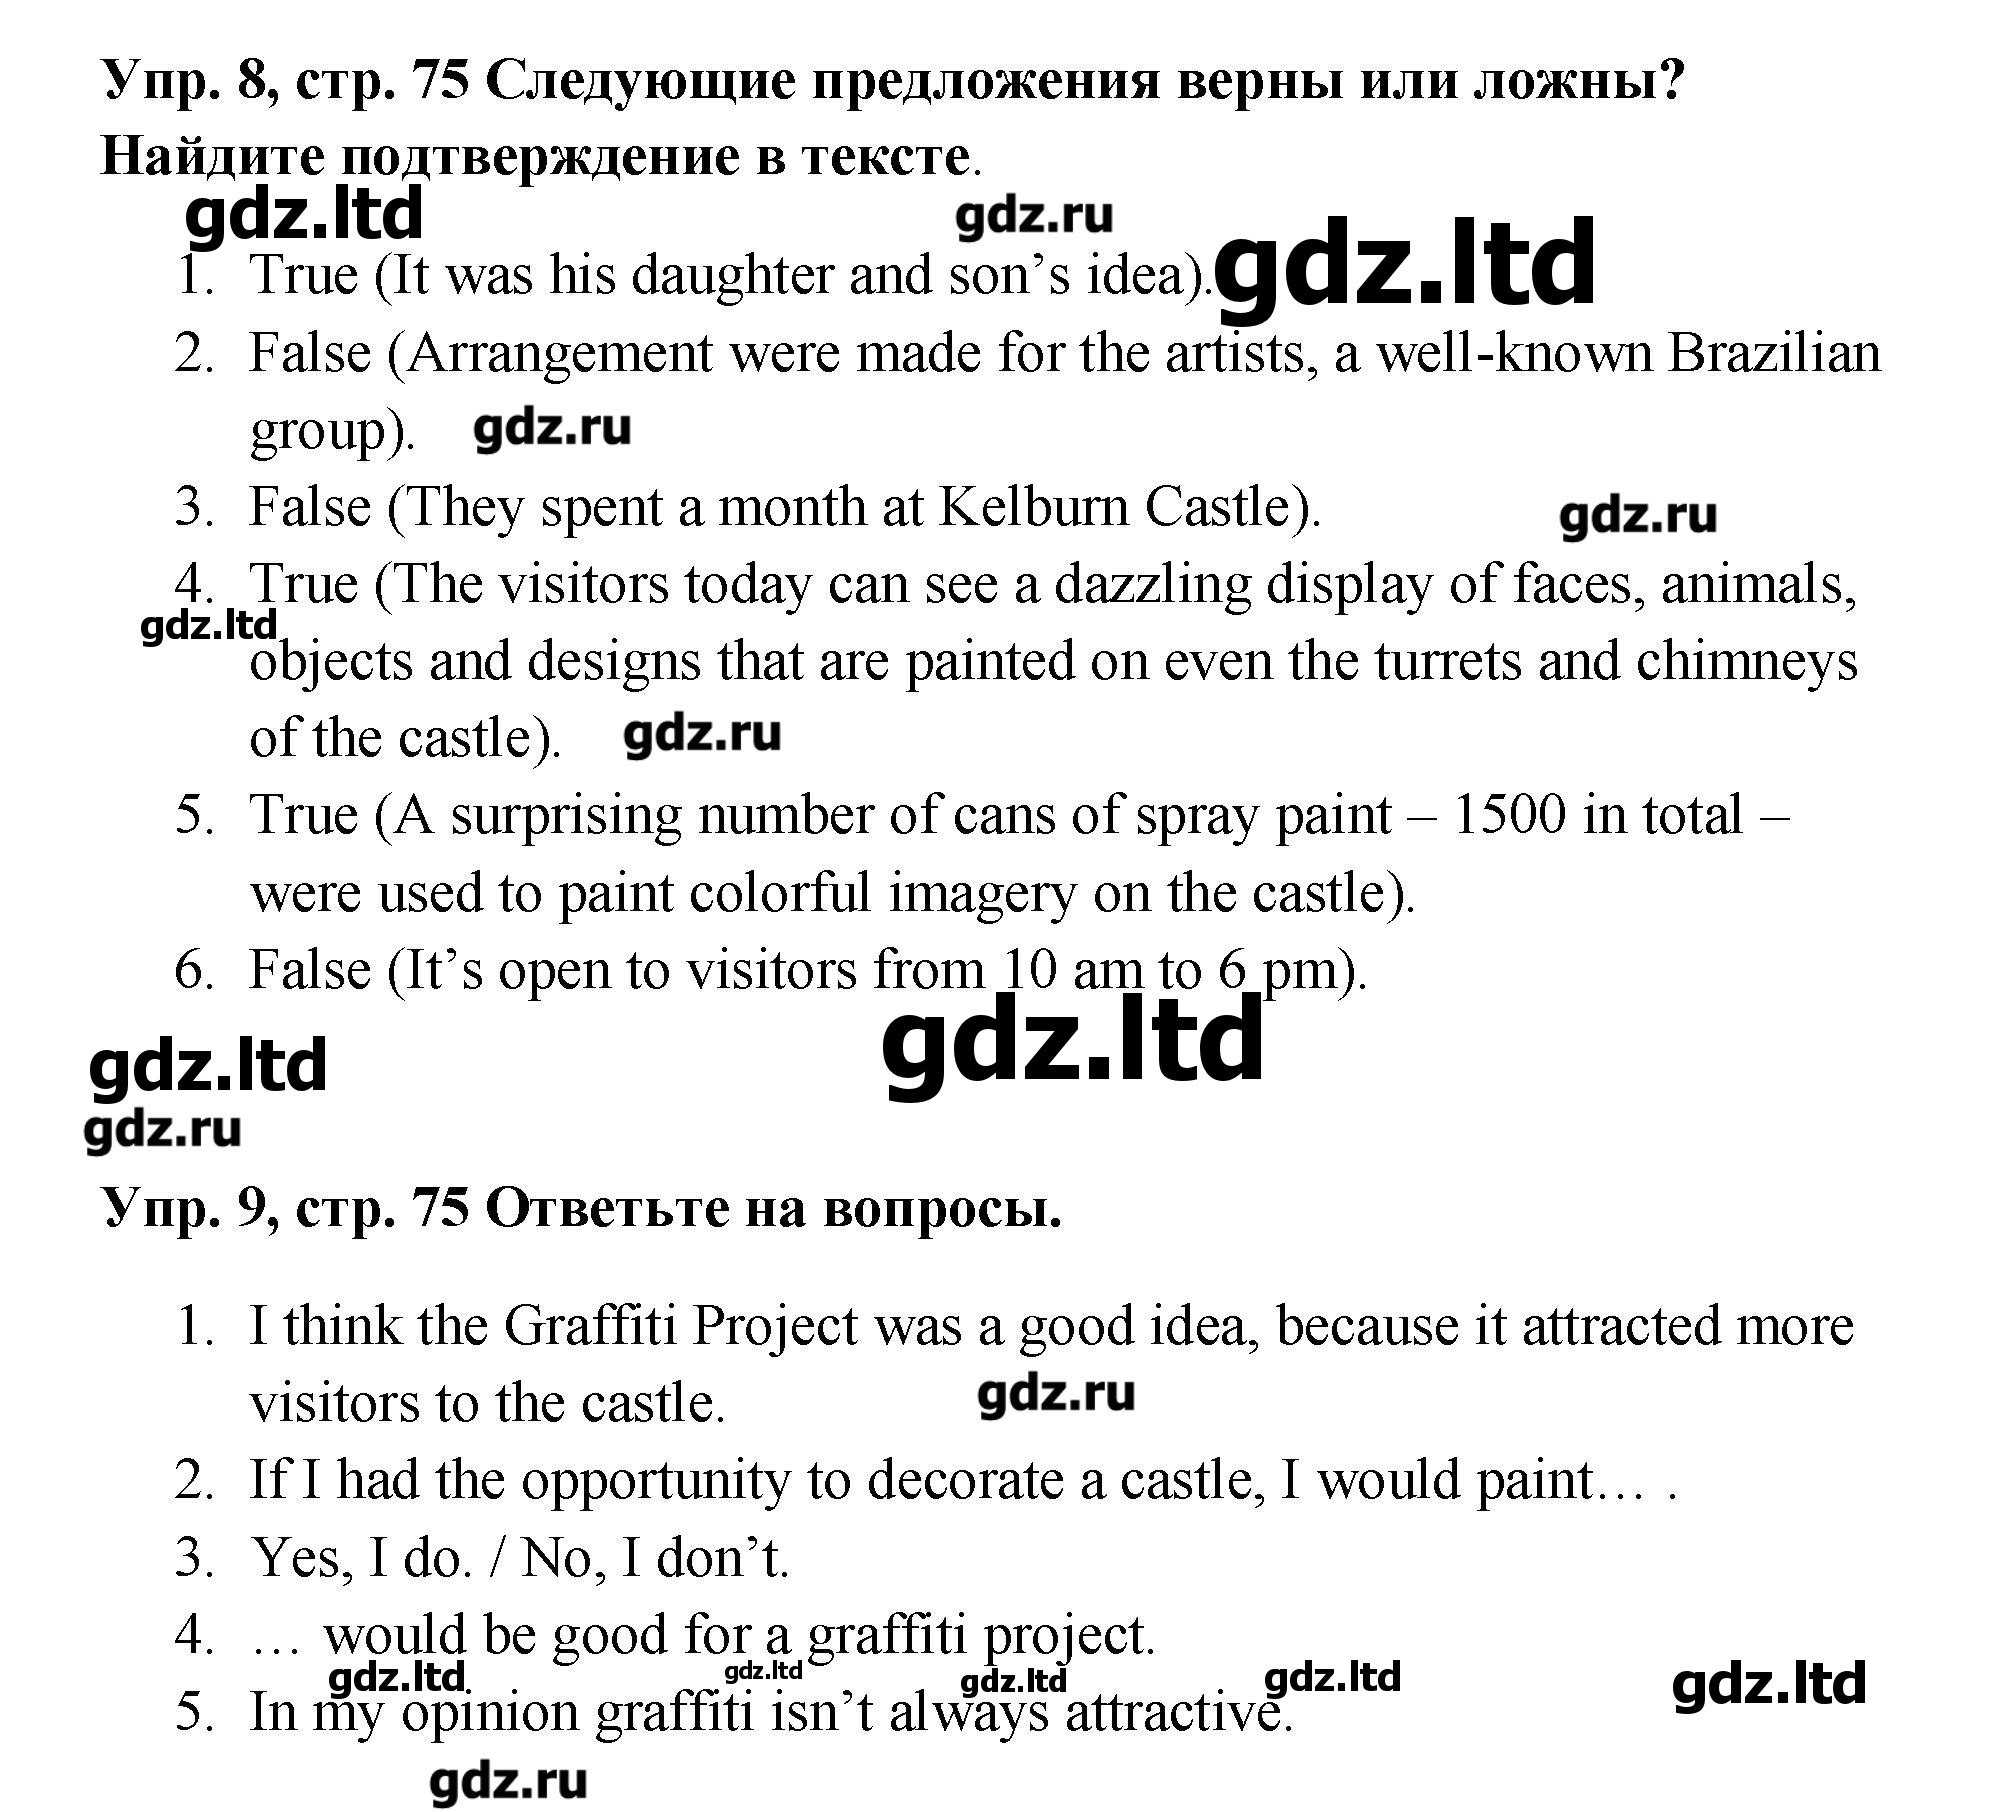 Упр. 8, стр. 75 Следующие предложения верны или ложны?
Найдите подтверждение в тексте.
gdz.ltd
gdz.ru
gdz.ltd
1. True (It was his daughter and son’s idea).
2. False (Arrangement were made for the artists, a well-known Brazilian
group).
gdz.ru
3. False (They spent a month at Kelburn Castle).
gdz.ru
4. True (The visitors today can see a dazzling display of faces, animals,
gdz.ltd
objects and designs that are painted on even the turrets and chimneys
of the castle).
gdz.ru
5. True (A surprising number of cans of spray paint – 1500 in total –
were used to paint colorful imagery on the castle).
6. False (It’s open to visitors from 10 am to 6 pm).
gdz.ltd
gdz.ltd
gdz.ru
Упр. 9, стр. 75 Ответьте на вопросы.
1. I think the Graffiti Project was a good idea, because it attracted more
visitors to the castle.
gdz.ru
2. If I had the opportunity to decorate a castle, I would paint… .
3. Yes, I do. / No, I don’t.
4. … would be good for a graffiti project.
gdz.ltd
gdz.ltd
gdz.ltd
gdz.ltd
gdz.ltd
5. In my opinion graffiti isn’t always attractive.
gdz.ru